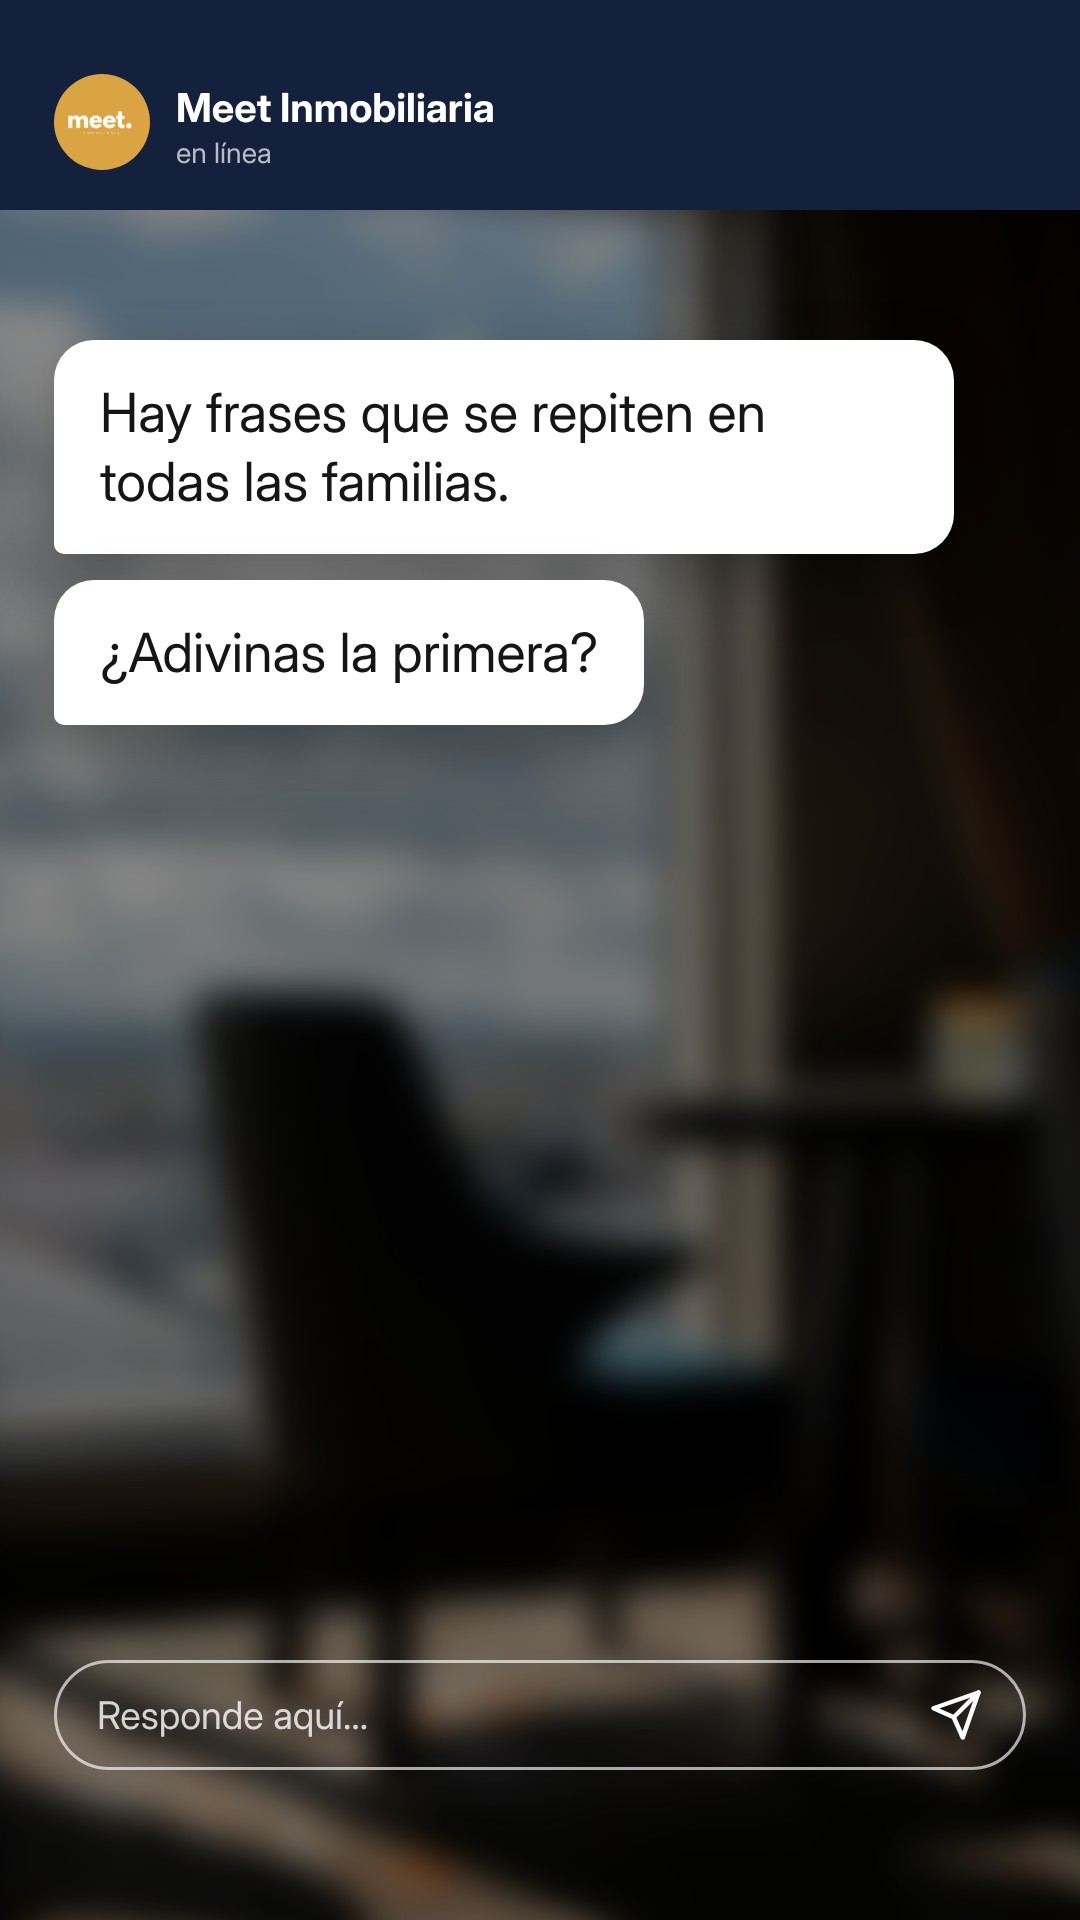 meet.
Meet Inmobiliaria
en línea
Hay frases que se repiten en
todas las familias.
¿Adivinas la primera?
Responde aquí...